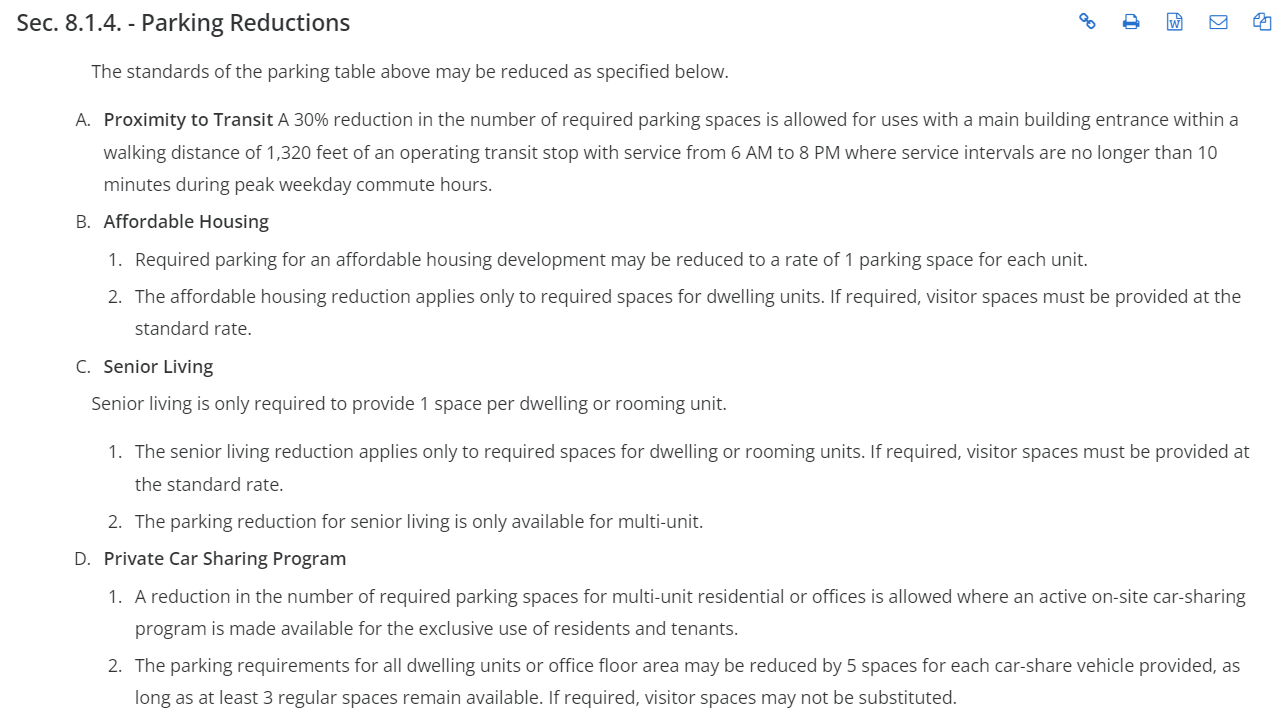 Sec. 8.1.4. - Parking Reductions
The standards of the parking table above may be reduced as specified below.
A. Proximity to Transit A 30% reduction in the number of required parking spaces is allowed for uses with a main building entrance within a
walking distance of 1,320 feet of an operating transit stop with service from 6 AM to 8 PM where service intervals are no longer than 10
minutes during peak weekday commute hours.
B. Affordable Housing
1. Required parking for an affordable housing development may be reduced to a rate of 1 parking space for each unit.
2. The affordable housing reduction applies only to required spaces for dwelling units. If required, visitor spaces must be provided at the
standard rate.
C. Senior Living
Senior living is only required to provide 1 space per dwelling or rooming unit.
1. The senior living reduction applies only to required spaces for dwelling or rooming units. If required, visitor spaces must be provided at
the standard rate.
2. The parking reduction for senior living is only available for multi-unit.
D. Private Car Sharing Program
1. A reduction in the number of required parking spaces for multi-unit residential or offices is allowed where an active on-site car-sharing
program is made available for the exclusive use of residents and tenants.
2. The parking requirements for all dwelling units or office floor area may be reduced by 5 spaces for each car-share vehicle provided, as
long as at least 3 regular spaces remain available. If required, visitor spaces may not be substituted.